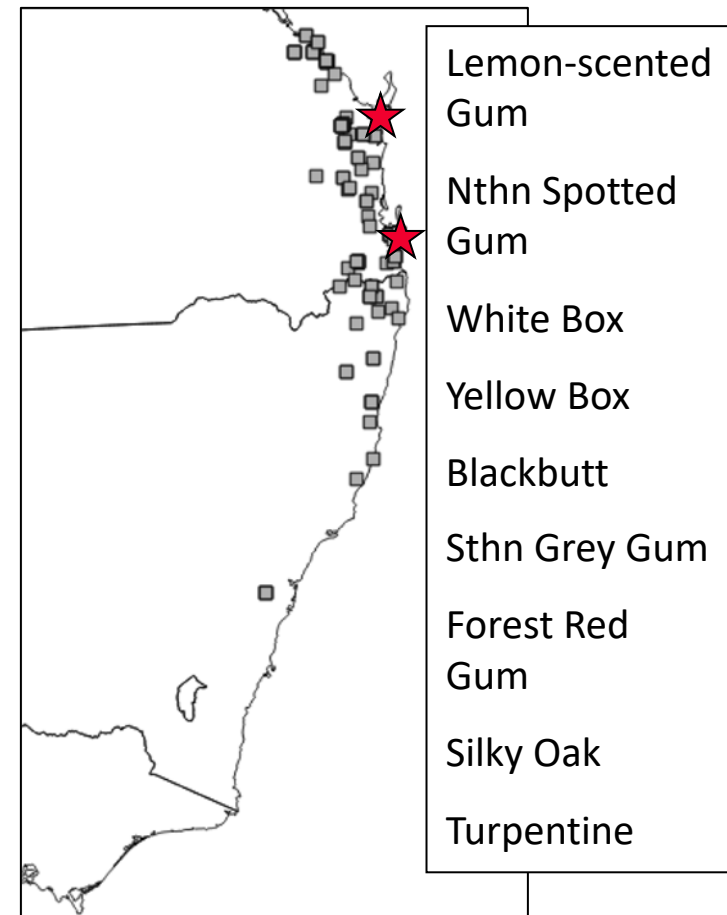 Lemon-scented
Gum
Nthn Spotted
Gum
White Box
Yellow Box
Blackbutt
Sthn Grey Gum
Forest Red
Gum
Silky Oak
Turpentine